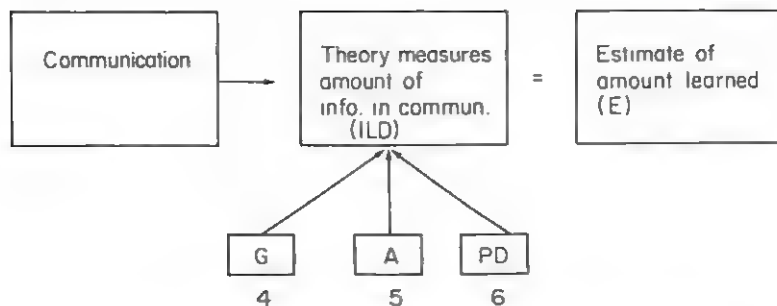 Communication
Theory measures
amount of
info. in commun.
(ILD)
=
Estimate of
amount learned
(E)
G
A
PD
4
5
6